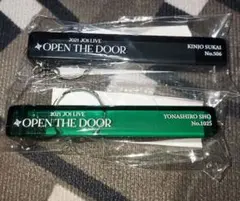 2021 JO1 LIVE
OPEN THE DOOR
KINJO SUKAI
No.506
2021 JO1 LIVE
OPEN THE DOOR
YONASHIRO SHO
No.1025